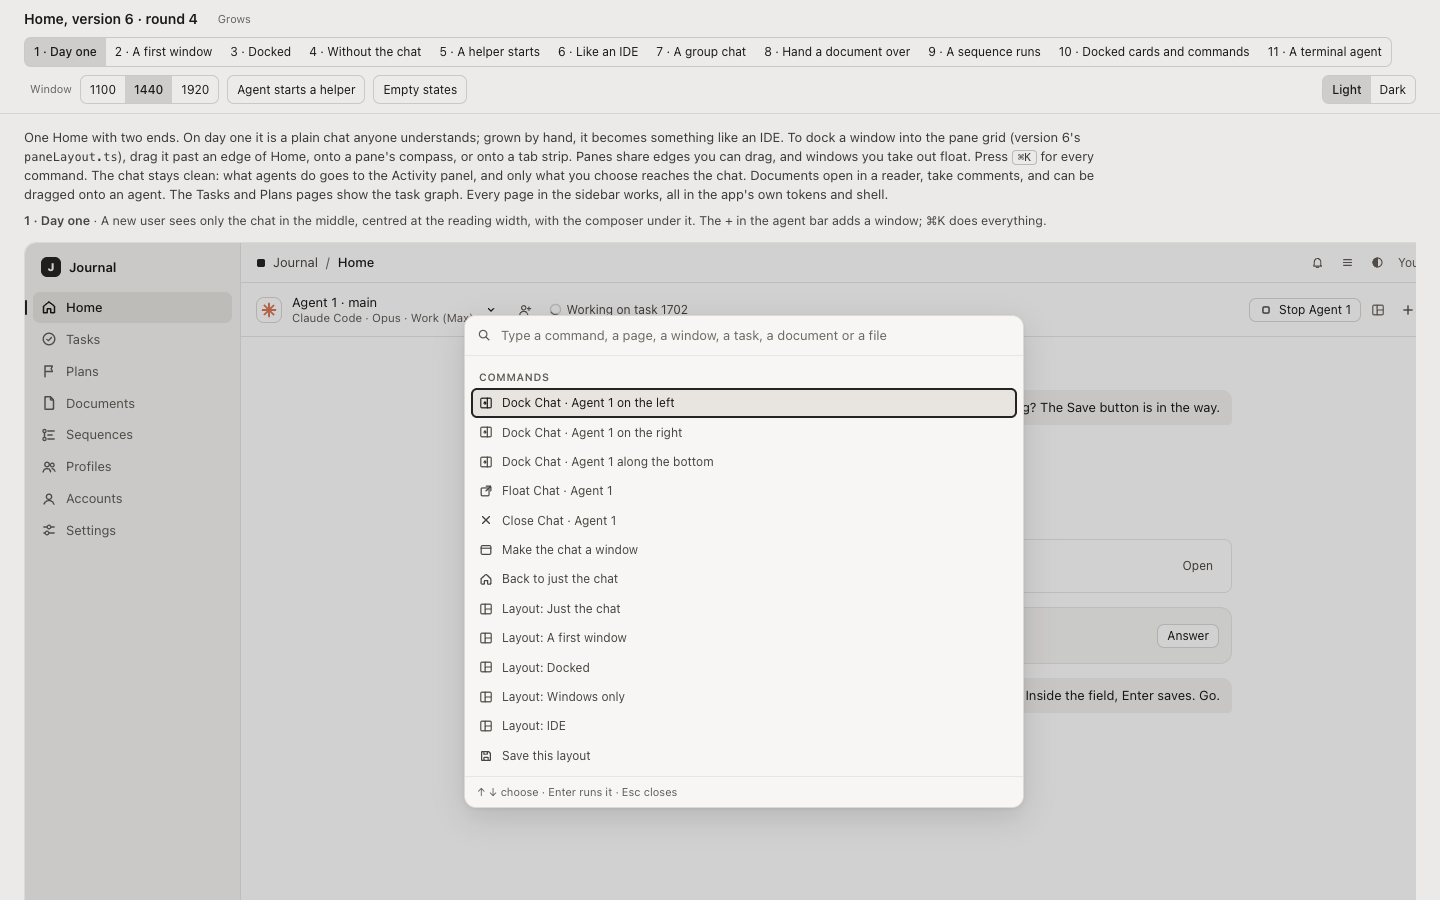 Home, version 6 · round 4 Grows
1 · Day one 2 · A first window 3 · Docked 4 · Without the chat 5 · A helper starts 6 · Like an IDE 7 · A group chat 8 · Hand a document over 9 · A sequence runs 10 · Docked cards and commands 11 · A terminal agent
Window 1100 1440 1920 Agent starts a helper Empty states Light Dark
One Home with two ends. On day one it is a plain chat anyone understands; grown by hand, it becomes something like an IDE. To dock a window into the pane grid (version 6's
paneLayout.ts), drag it past an edge of Home, onto a pane's compass, or onto a tab strip. Panes share edges you can drag, and windows you take out float. Press ⌘K for every
command. The chat stays clean: what agents do goes to the Activity panel, and only what you choose reaches the chat. Documents open in a reader, take comments, and can be
dragged onto an agent. The Tasks and Plans pages show the task graph. Every page in the sidebar works, all in the app's own tokens and shell.
1 · Day one · A new user sees only the chat in the middle, centred at the reading width, with the composer under it. The + in the agent bar adds a window; ⌘K does everything.
J Journal
Journal / Home
You
Home
Tasks
Plans
Documents
Sequences
Profiles
Accounts
Settings
Agent 1 · main
Claude Code · Opus · Work (Max)
Working on task 1702
Stop Agent 1
Type a command, a page, a window, a task, a document or a file
COMMANDS
Dock Chat · Agent 1 on the left
Dock Chat · Agent 1 on the right
Dock Chat · Agent 1 along the bottom
Float Chat · Agent 1
Close Chat · Agent 1
Make the chat a window
Back to just the chat
Layout: Just the chat
Layout: A first window
Layout: Docked
Layout: Windows only
Layout: IDE
Save this layout
↑ ↓ choose · Enter runs it · Esc closes
g? The Save button is in the way.
Open
Answer
Inside the field, Enter saves. Go.